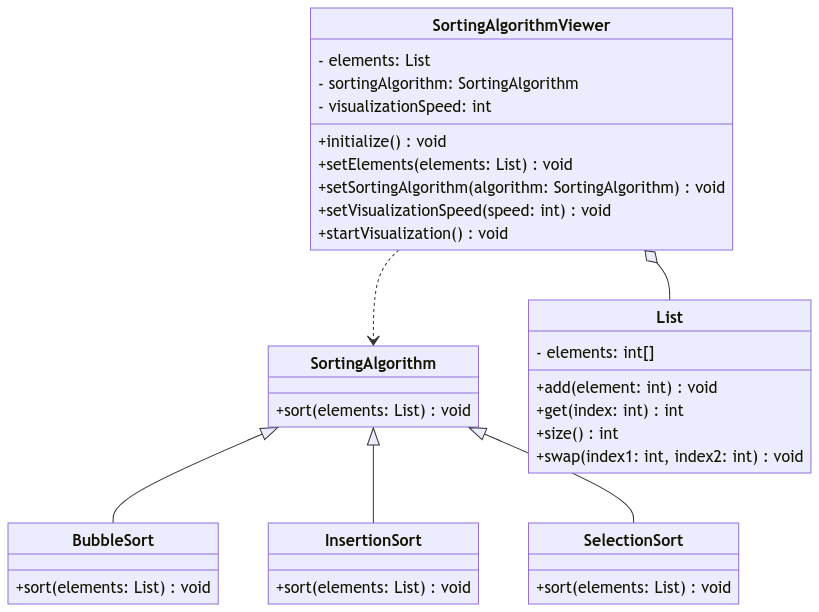 SortingAlgorithmViewer
- elements: List
- sortingAlgorithm: SortingAlgorithm
- visualizationSpeed: int
+initialize() : void
+setElements(elements: List) : void
+setSortingAlgorithm(algorithm: SortingAlgorithm) : void
+setVisualizationSpeed(speed: int) : void
+startVisualization() : void
List
- elements: int[]
+add(element: int) : void
+get(index: int) : int
+size() : int
+swap(index1: int, index2: int) : void
SortingAlgorithm
+sort(elements: List) : void
BubbleSort
+sort(elements: List) : void
InsertionSort
+sort(elements: List) : void
SelectionSort
+sort(elements: List) : void